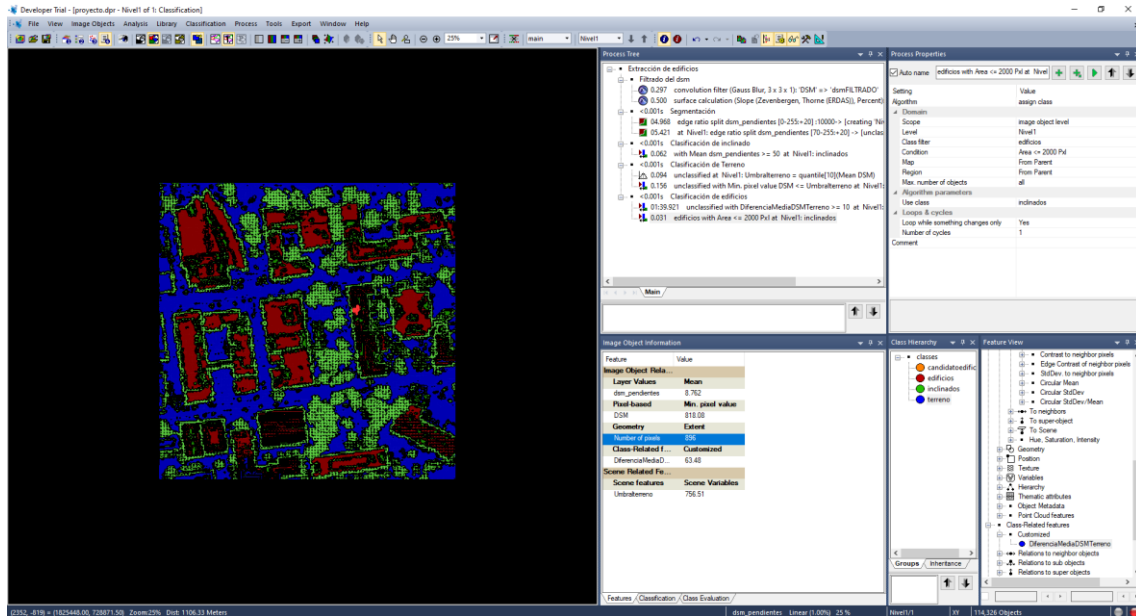 Developer Trial - [proyecto.dpr - Nivel1 of 1: Classification]
File View Image Objects Analysis Library Classification Process Tools Export Window Help
25% main Nivel1
Process Tree
Extracción de edificios
Filtrado del dsm
0.297 convolution filter (Gauss Blur, 3 x 3 x 1): 'DSM' => 'dsmFILTRADO'
0.500 surface calculation (Slope (Zevenbergen, Thorne (ERDAS)), Percent)
<0.001s Segmentación
04.968 edge ratio split dsm_pendientes [0-255:+20] :10000-> [creating 'Ni
05.421 at Nivel1: edge ratio split dsm_pendientes [70-255:+20] -> [unclas
<0.001s Clasificación de inclinado
0.062 with Mean dsm_pendientes >= 50 at Nivel1: inclinados
<0.001s Clasificación de Terreno
0.094 unclassified at Nivel1: Umbralterreno = quantile[10](Mean DSM)
0.156 unclassified with Min. pixel value DSM <= Umbralterreno at Nivel1:
<0.001s Clasificación de edificios
01:39.921 unclassified with DiferenciaMediaDSMTerreno >= 10 at Nivel1:
0.031 edificios with Area <= 2000 Pxl at Nivel1: inclinados
Main
Process Properties
Auto name edificios with Area <= 2000 Pxl at Nivel
Setting Value
Algorithm assign class
Domain
Scope image object level
Level Nivel1
Class filter edificios
Condition Area <= 2000 Pxl
Map From Parent
Region From Parent
Max. number of objects all
Algorithm parameters
Use class inclinados
Loops & cycles
Loop while something changes only Yes
Number of cycles 1
Comment
Image Object Information
Feature Value
Image Object Rela...
Layer Values Mean
dsm_pendientes 8.762
Pixel-based Min. pixel value
DSM 818.08
Geometry Extent
Number of pixels 896
Class-Related f... Customized
DiferenciaMediaD... 63.48
Scene Related Fe...
Scene features Scene Variables
Umbralterreno 756.51
Features Classification Class Evaluation
Class Hierarchy
classes
candidatoedific
edificios
inclinados
terreno
Groups Inheritance
Feature View
Contrast to neighbor pixels
Edge Contrast of neighbor pixels
StdDev. to neighbor pixels
Circular Mean
Circular StdDev
Circular StdDev/Mean
To neighbors
To super-object
To Scene
Hue, Saturation, Intensity
Geometry
Position
Texture
Variables
Hierarchy
Thematic attributes
Object Metadata
Point Cloud features
Class-Related features
Customized
DiferenciaMediaDSMTerreno
Relations to neighbor objects
Relations to sub objects
Relations to super objects
(2352, -819) = (1825448.00, 728871.50) Zoom:25% Dist: 1106.33 Meters
dsm_pendientes Linear (1.00%) 25 % Nivel1/1 XY 114,326 Objects